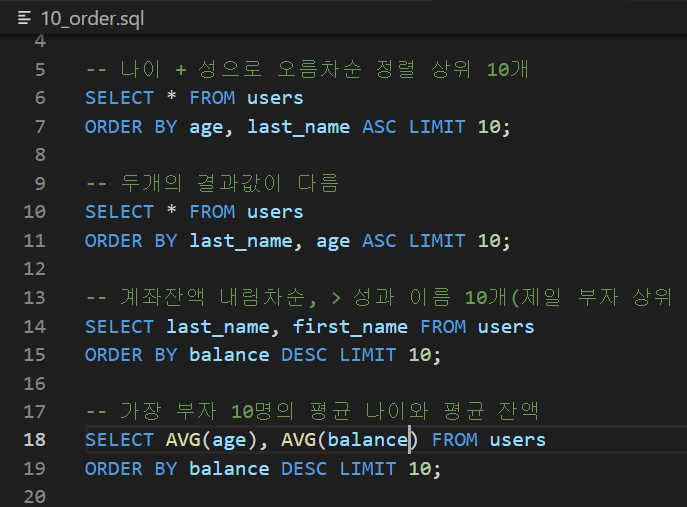 10_order.sql
4
5 -- 나이 + 성으로 오름차순 정렬 상위 10개
6 SELECT * FROM users
7 ORDER BY age, last_name ASC LIMIT 10;
8
9 -- 두개의 결과값이 다름
10 SELECT * FROM users
11 ORDER BY last_name, age ASC LIMIT 10;
12
13 -- 계좌잔액 내림차순, > 성과 이름 10개(제일 부자 상위
14 SELECT last_name, first_name FROM users
15 ORDER BY balance DESC LIMIT 10;
16
17 -- 가장 부자 10명의 평균 나이와 평균 잔액
18 SELECT AVG(age), AVG(balance) FROM users
19 ORDER BY balance DESC LIMIT 10;
20